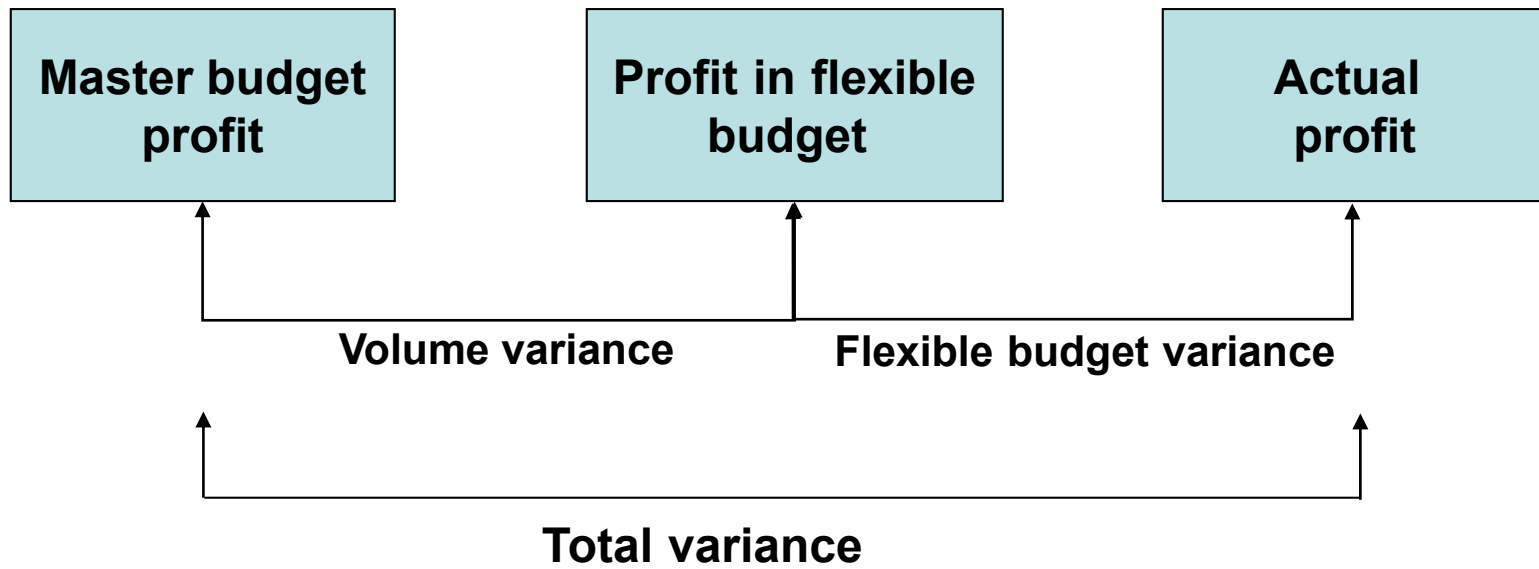 Master budget
profit
Profit in flexible
budget
Actual
profit
Volume variance
Flexible budget variance
Total variance